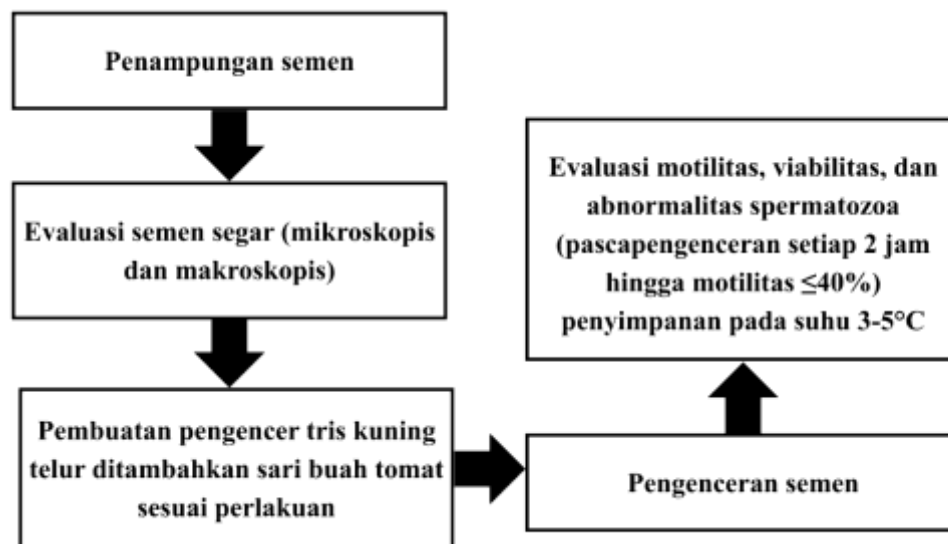 Penampungan semen
Evaluasi semen segar (mikroskopis
dan makroskopis)
Pembuatan pengencer tris kuning
telur ditambahkan sari buah tomat
sesuai perlakuan
Pengenceran semen
Evaluasi motilitas, viabilitas, dan
abnormalitas spermatozoa
(pascapengenceran setiap 2 jam
hingga motilitas ≤40%)
penyimpanan pada suhu 3-5°C